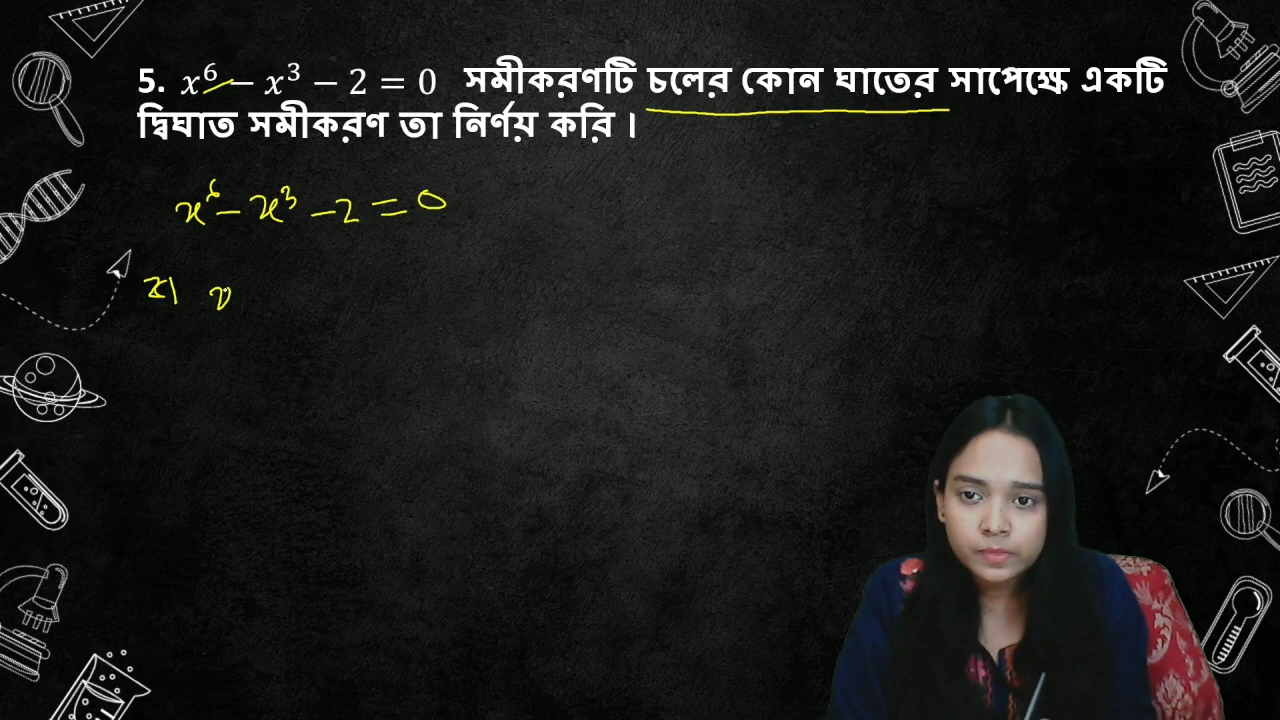 5. x⁶ – x³ – 2 = 0 সমীকরণটি চলের কোন ঘাতের সাপেক্ষে একটি
দ্বিঘাত সমীকরণ তা নির্ণয় করি ।
x⁶ – x³ – 2 = 0
বা